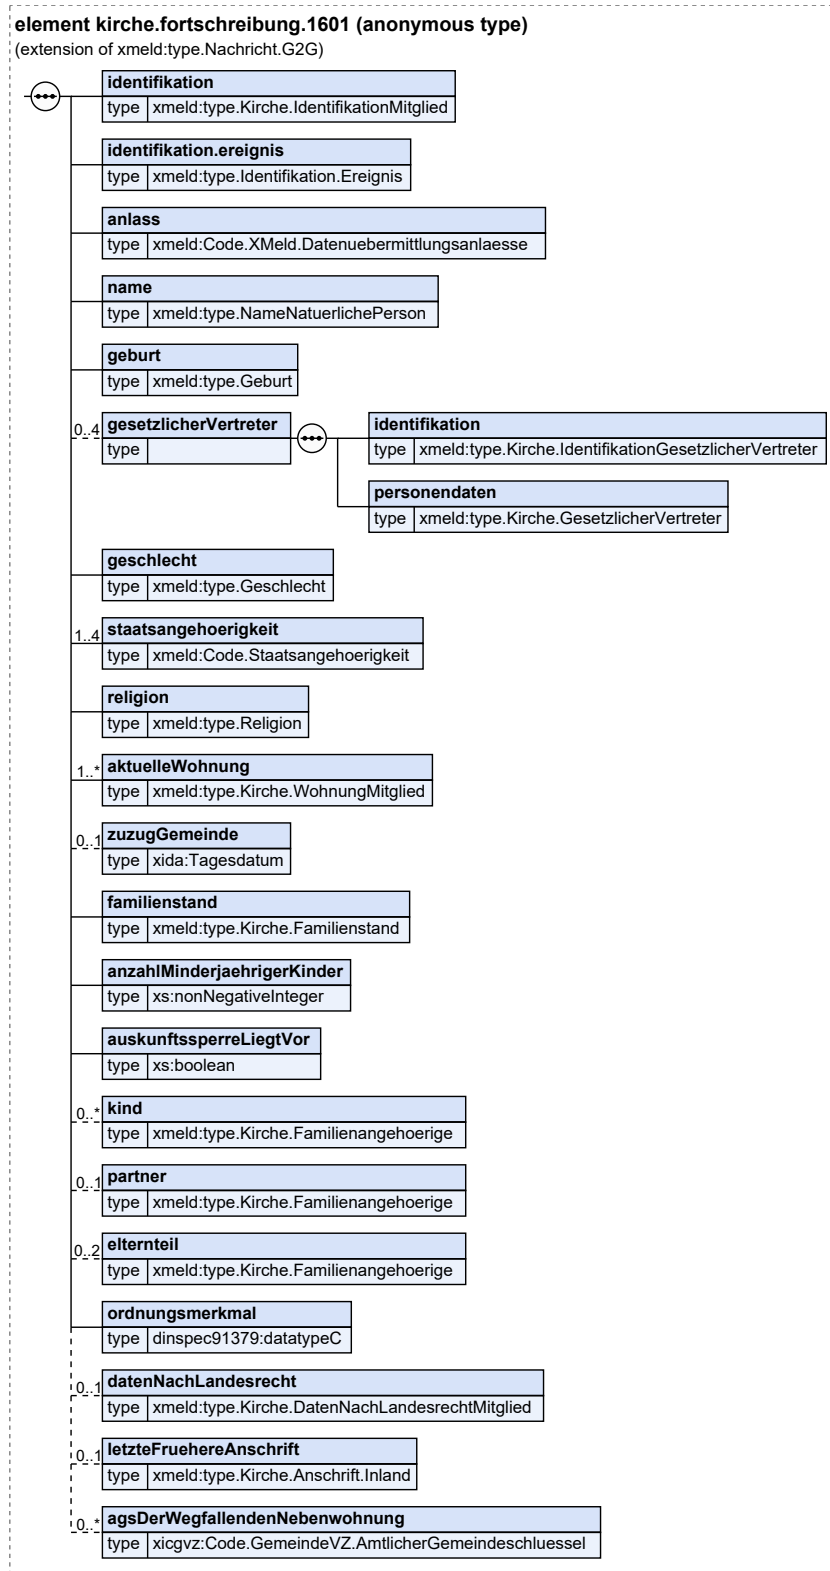 element kirche.fortschreibung.1601 (anonymous type)
(extension of xmeld:type.Nachricht.G2G)
identifikation
type xmeld:type.Kirche.IdentifikationMitglied
identifikation.ereignis
type xmeld:type.Identifikation.Ereignis
anlass
type xmeld:Code.XMeld.Datenuebermittlungsanlaesse
name
type xmeld:type.NameNatuerlichePerson
geburt
type xmeld:type.Geburt
0..4 gesetzlicherVertreter
type
identifikation
type xmeld:type.Kirche.IdentifikationGesetzlicherVertreter
personendaten
type xmeld:type.Kirche.GesetzlicherVertreter
geschlecht
type xmeld:type.Geschlecht
1..4 staatsangehoerigkeit
type xmeld:Code.Staatsangehoerigkeit
religion
type xmeld:type.Religion
1..* aktuelleWohnung
type xmeld:type.Kirche.WohnungMitglied
0..1 zuzugGemeinde
type xida:Tagesdatum
familienstand
type xmeld:type.Kirche.Familienstand
anzahlMinderjaehrigerKinder
type xs:nonNegativeInteger
auskunftssperreLiegtVor
type xs:boolean
0..* kind
type xmeld:type.Kirche.Familienangehoerige
0..1 partner
type xmeld:type.Kirche.Familienangehoerige
0..2 elternteil
type xmeld:type.Kirche.Familienangehoerige
ordnungsmerkmal
type dinspec91379:datatypeC
0..1 datenNachLandesrecht
type xmeld:type.Kirche.DatenNachLandesrechtMitglied
0..1 letzteFruehereAnschrift
type xmeld:type.Kirche.Anschrift.Inland
0..* agsDerWegfallendenNebenwohnung
type xicgvz:Code.GemeindeVZ.AmtlicherGemeindeschluessel